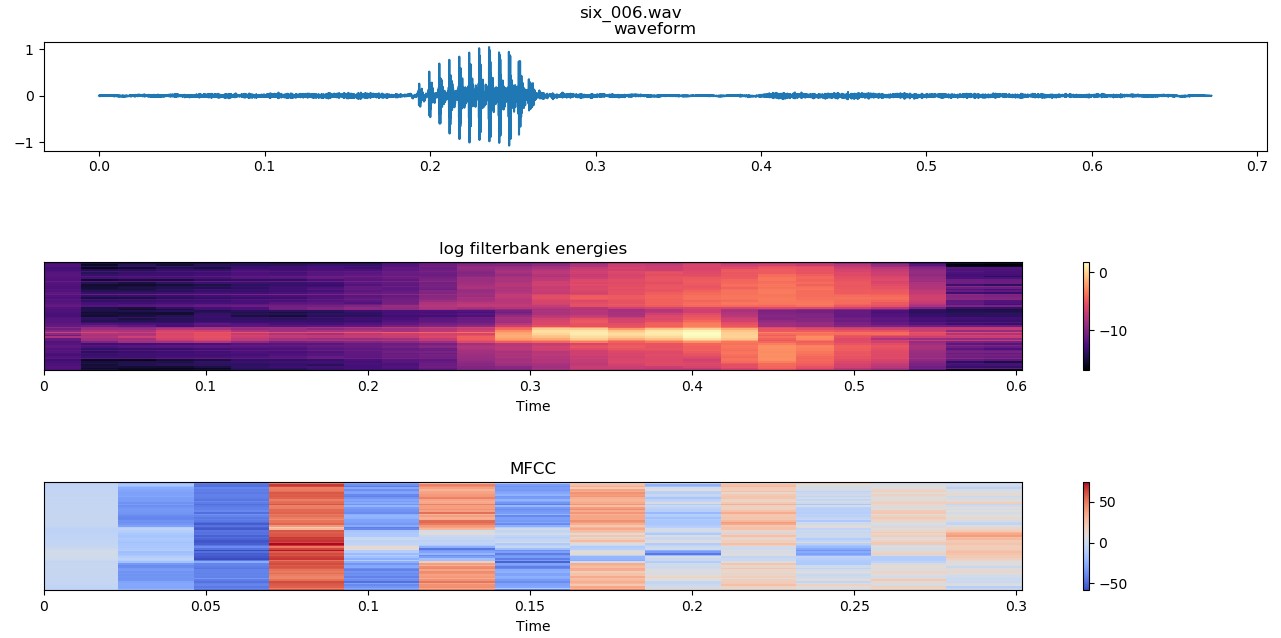 six_006.wav
waveform
1
0
−1
0.0 0.1 0.2 0.3 0.4 0.5 0.6 0.7
log filterbank energies
0
−10
0 0.1 0.2 0.3 0.4 0.5 0.6
Time
MFCC
50
0
−50
0 0.05 0.1 0.15 0.2 0.25 0.3
Time